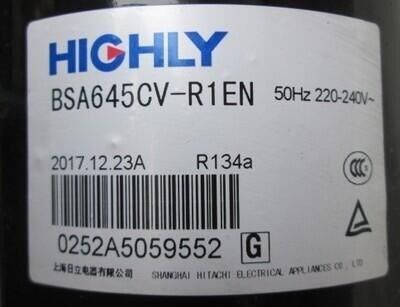 HIGHLY
BSA645CV-R1EN 50Hz 220-240V~
2017.12.23A R134a
0252A5059552 G
上海日立电器有限公司 SHANGHAI HITACHI ELECTRICAL APPLIANCES CO., LTD